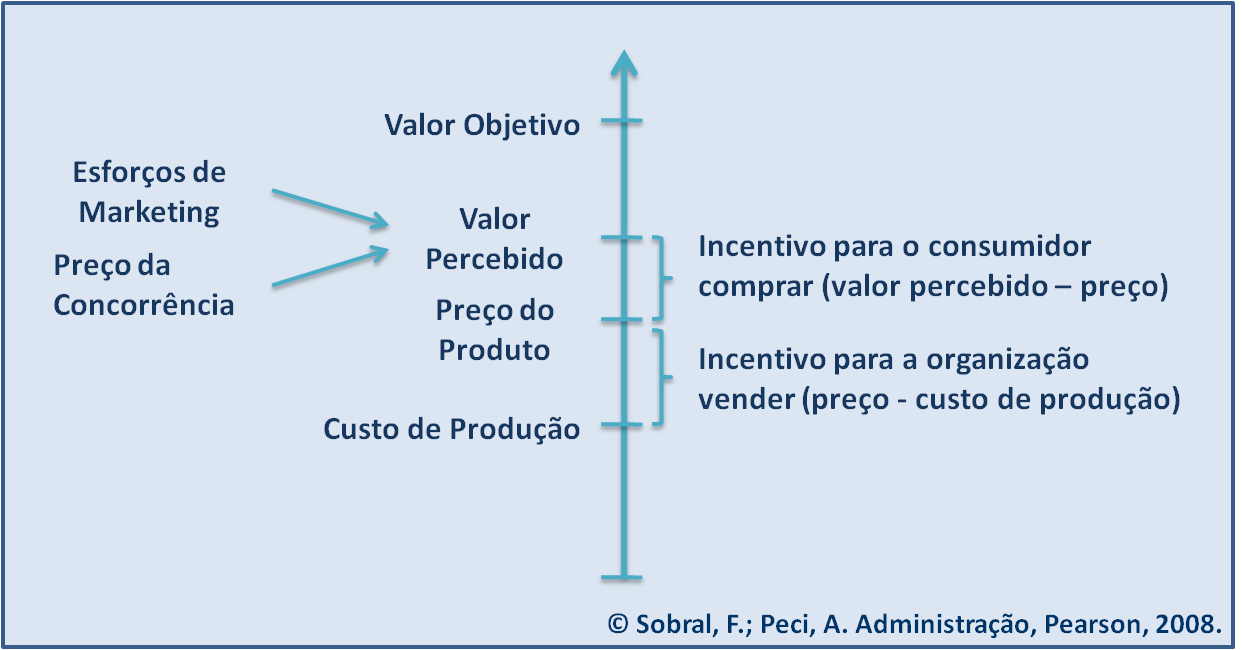 Valor Objetivo
Esforços de
Marketing
Preço da
Concorrência
Valor
Percebido
Preço do
Produto
Custo de Produção
Incentivo para o consumidor
comprar (valor percebido – preço)
Incentivo para a organização
vender (preço - custo de produção)
© Sobral, F.; Peci, A. Administração, Pearson, 2008.